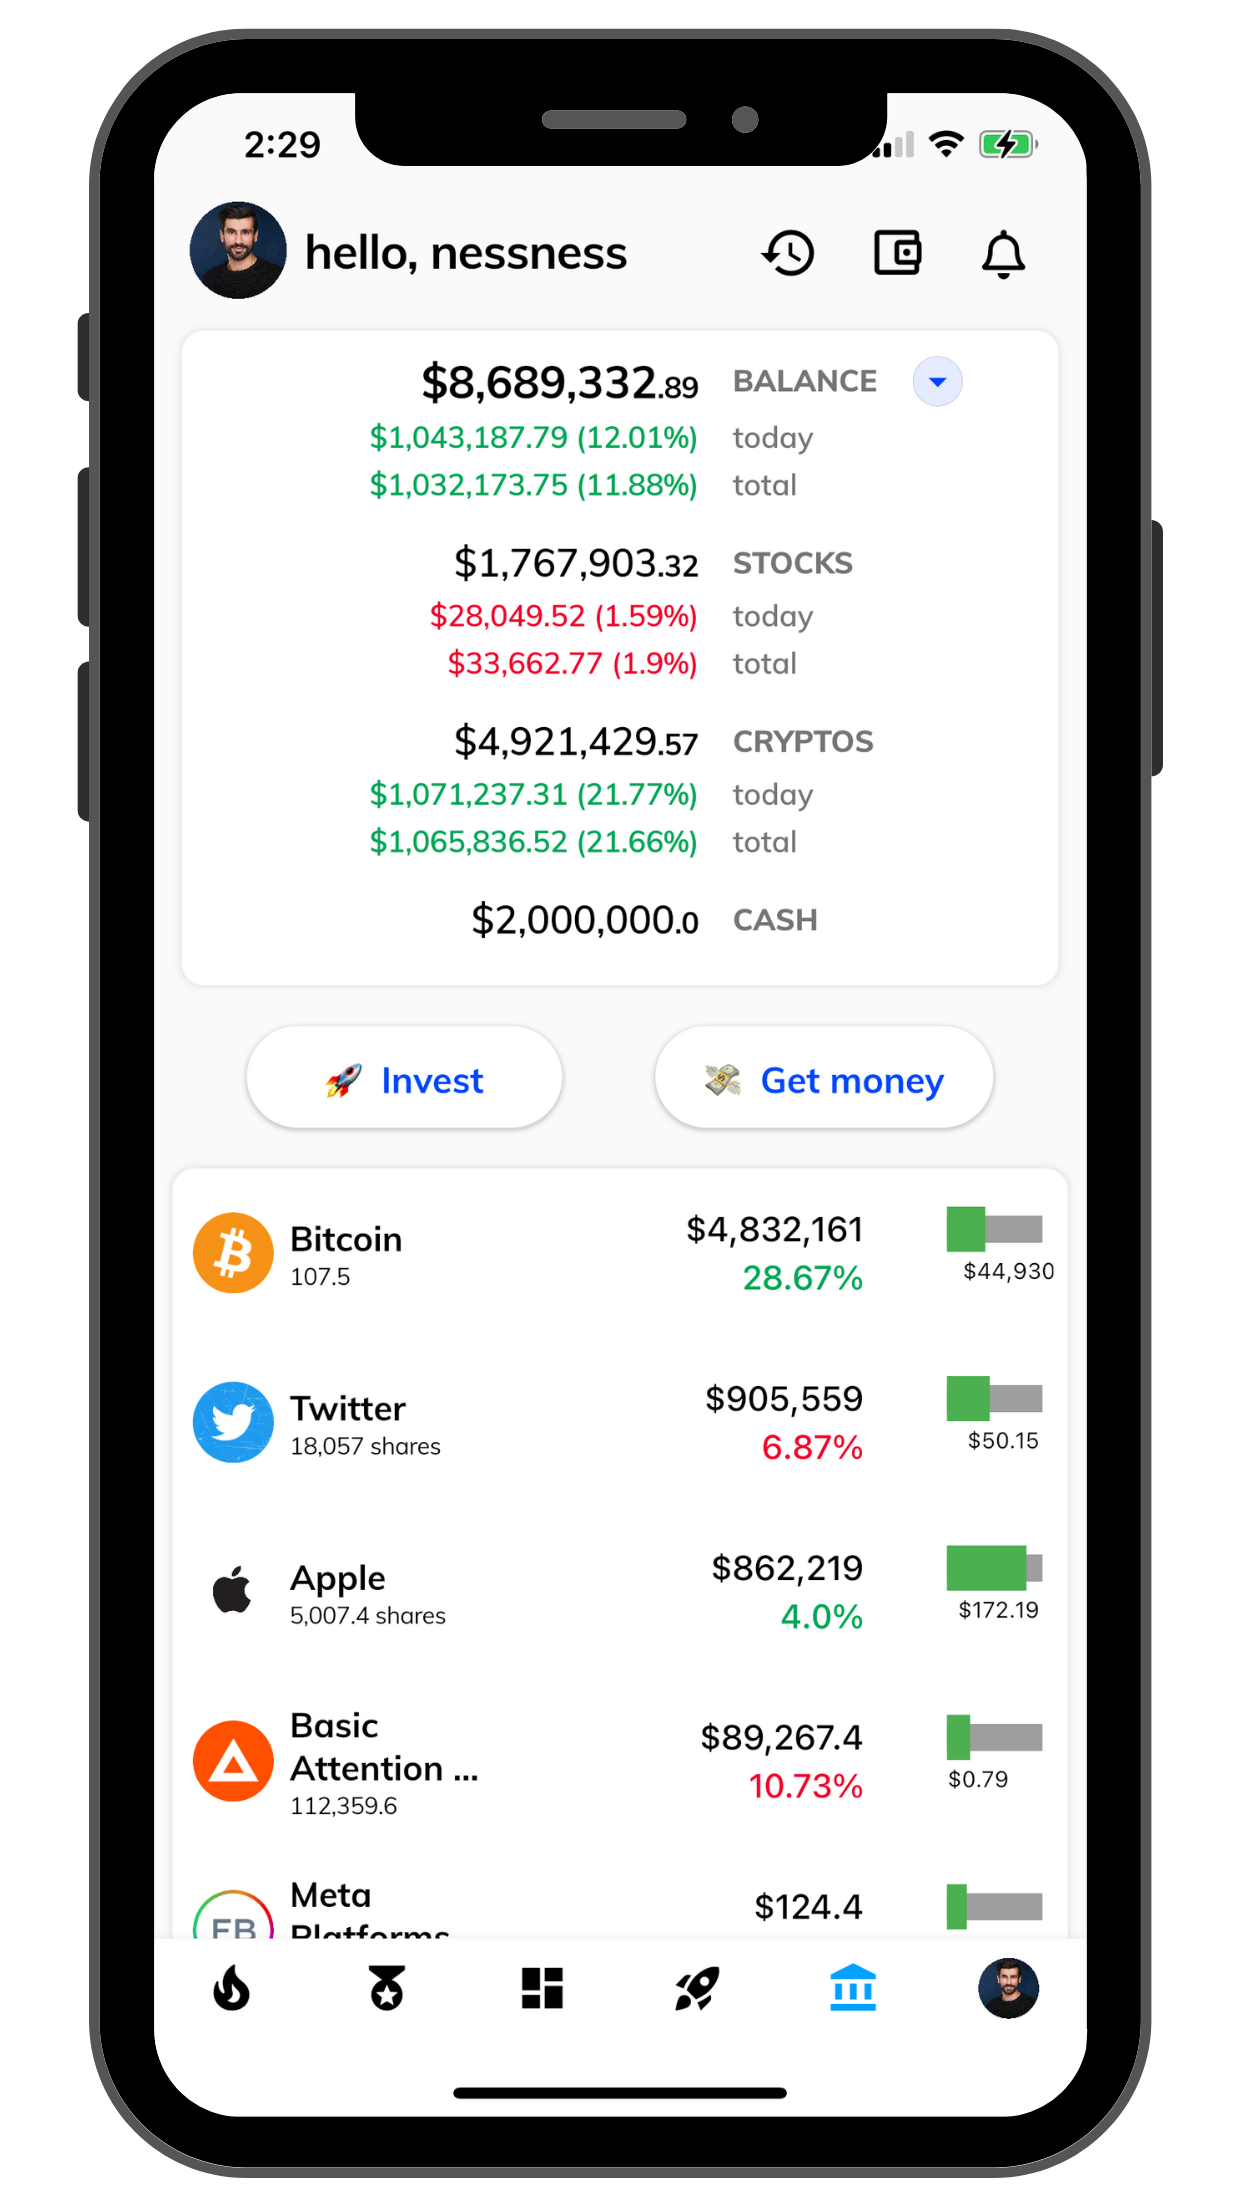 2:29
hello, nessness
$8,689,332.89 BALANCE
$1,043,187.79 (12.01%) today
$1,032,173.75 (11.88%) total
$1,767,903.32 STOCKS
$28,049.52 (1.59%) today
$33,662.77 (1.9%) total
$4,921,429.57 CRYPTOS
$1,071,237.31 (21.77%) today
$1,065,836.52 (21.66%) total
$2,000,000.0 CASH
Invest
Get money
Bitcoin
107.5
$4,832,161
28.67%
$44,930
Twitter
18,057 shares
$905,559
6.87%
$50.15
Apple
5,007.4 shares
$862,219
4.0%
$172.19
Basic
Attention ...
112,359.6
$89,267.4
10.73%
$0.79
FB
Meta
Platforms
$124.4